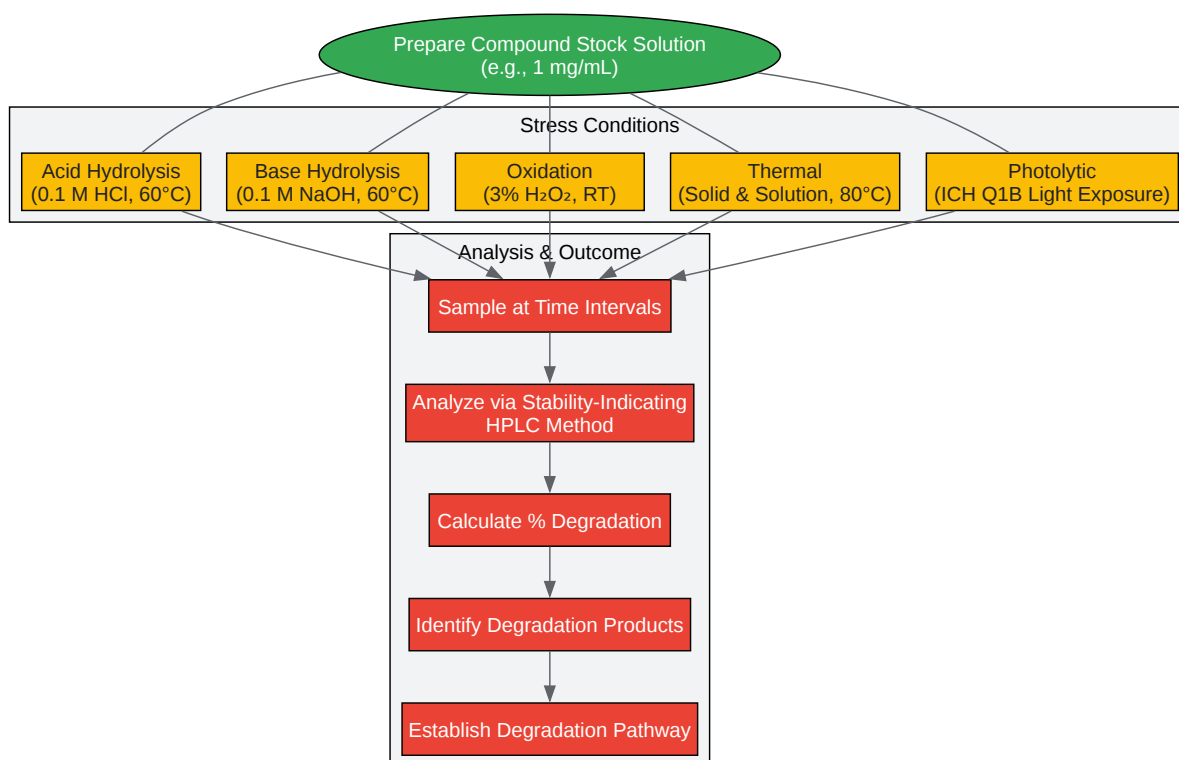 Prepare Compound Stock Solution
(e.g., 1 mg/mL)
Stress Conditions
Acid Hydrolysis
(0.1 M HCl, 60°C)
Base Hydrolysis
(0.1 M NaOH, 60°C)
Oxidation
(3% H₂O₂, RT)
Thermal
(Solid & Solution, 80°C)
Photolytic
(ICH Q1B Light Exposure)
Analysis & Outcome
Sample at Time Intervals
Analyze via Stability-Indicating
HPLC Method
Calculate % Degradation
Identify Degradation Products
Establish Degradation Pathway